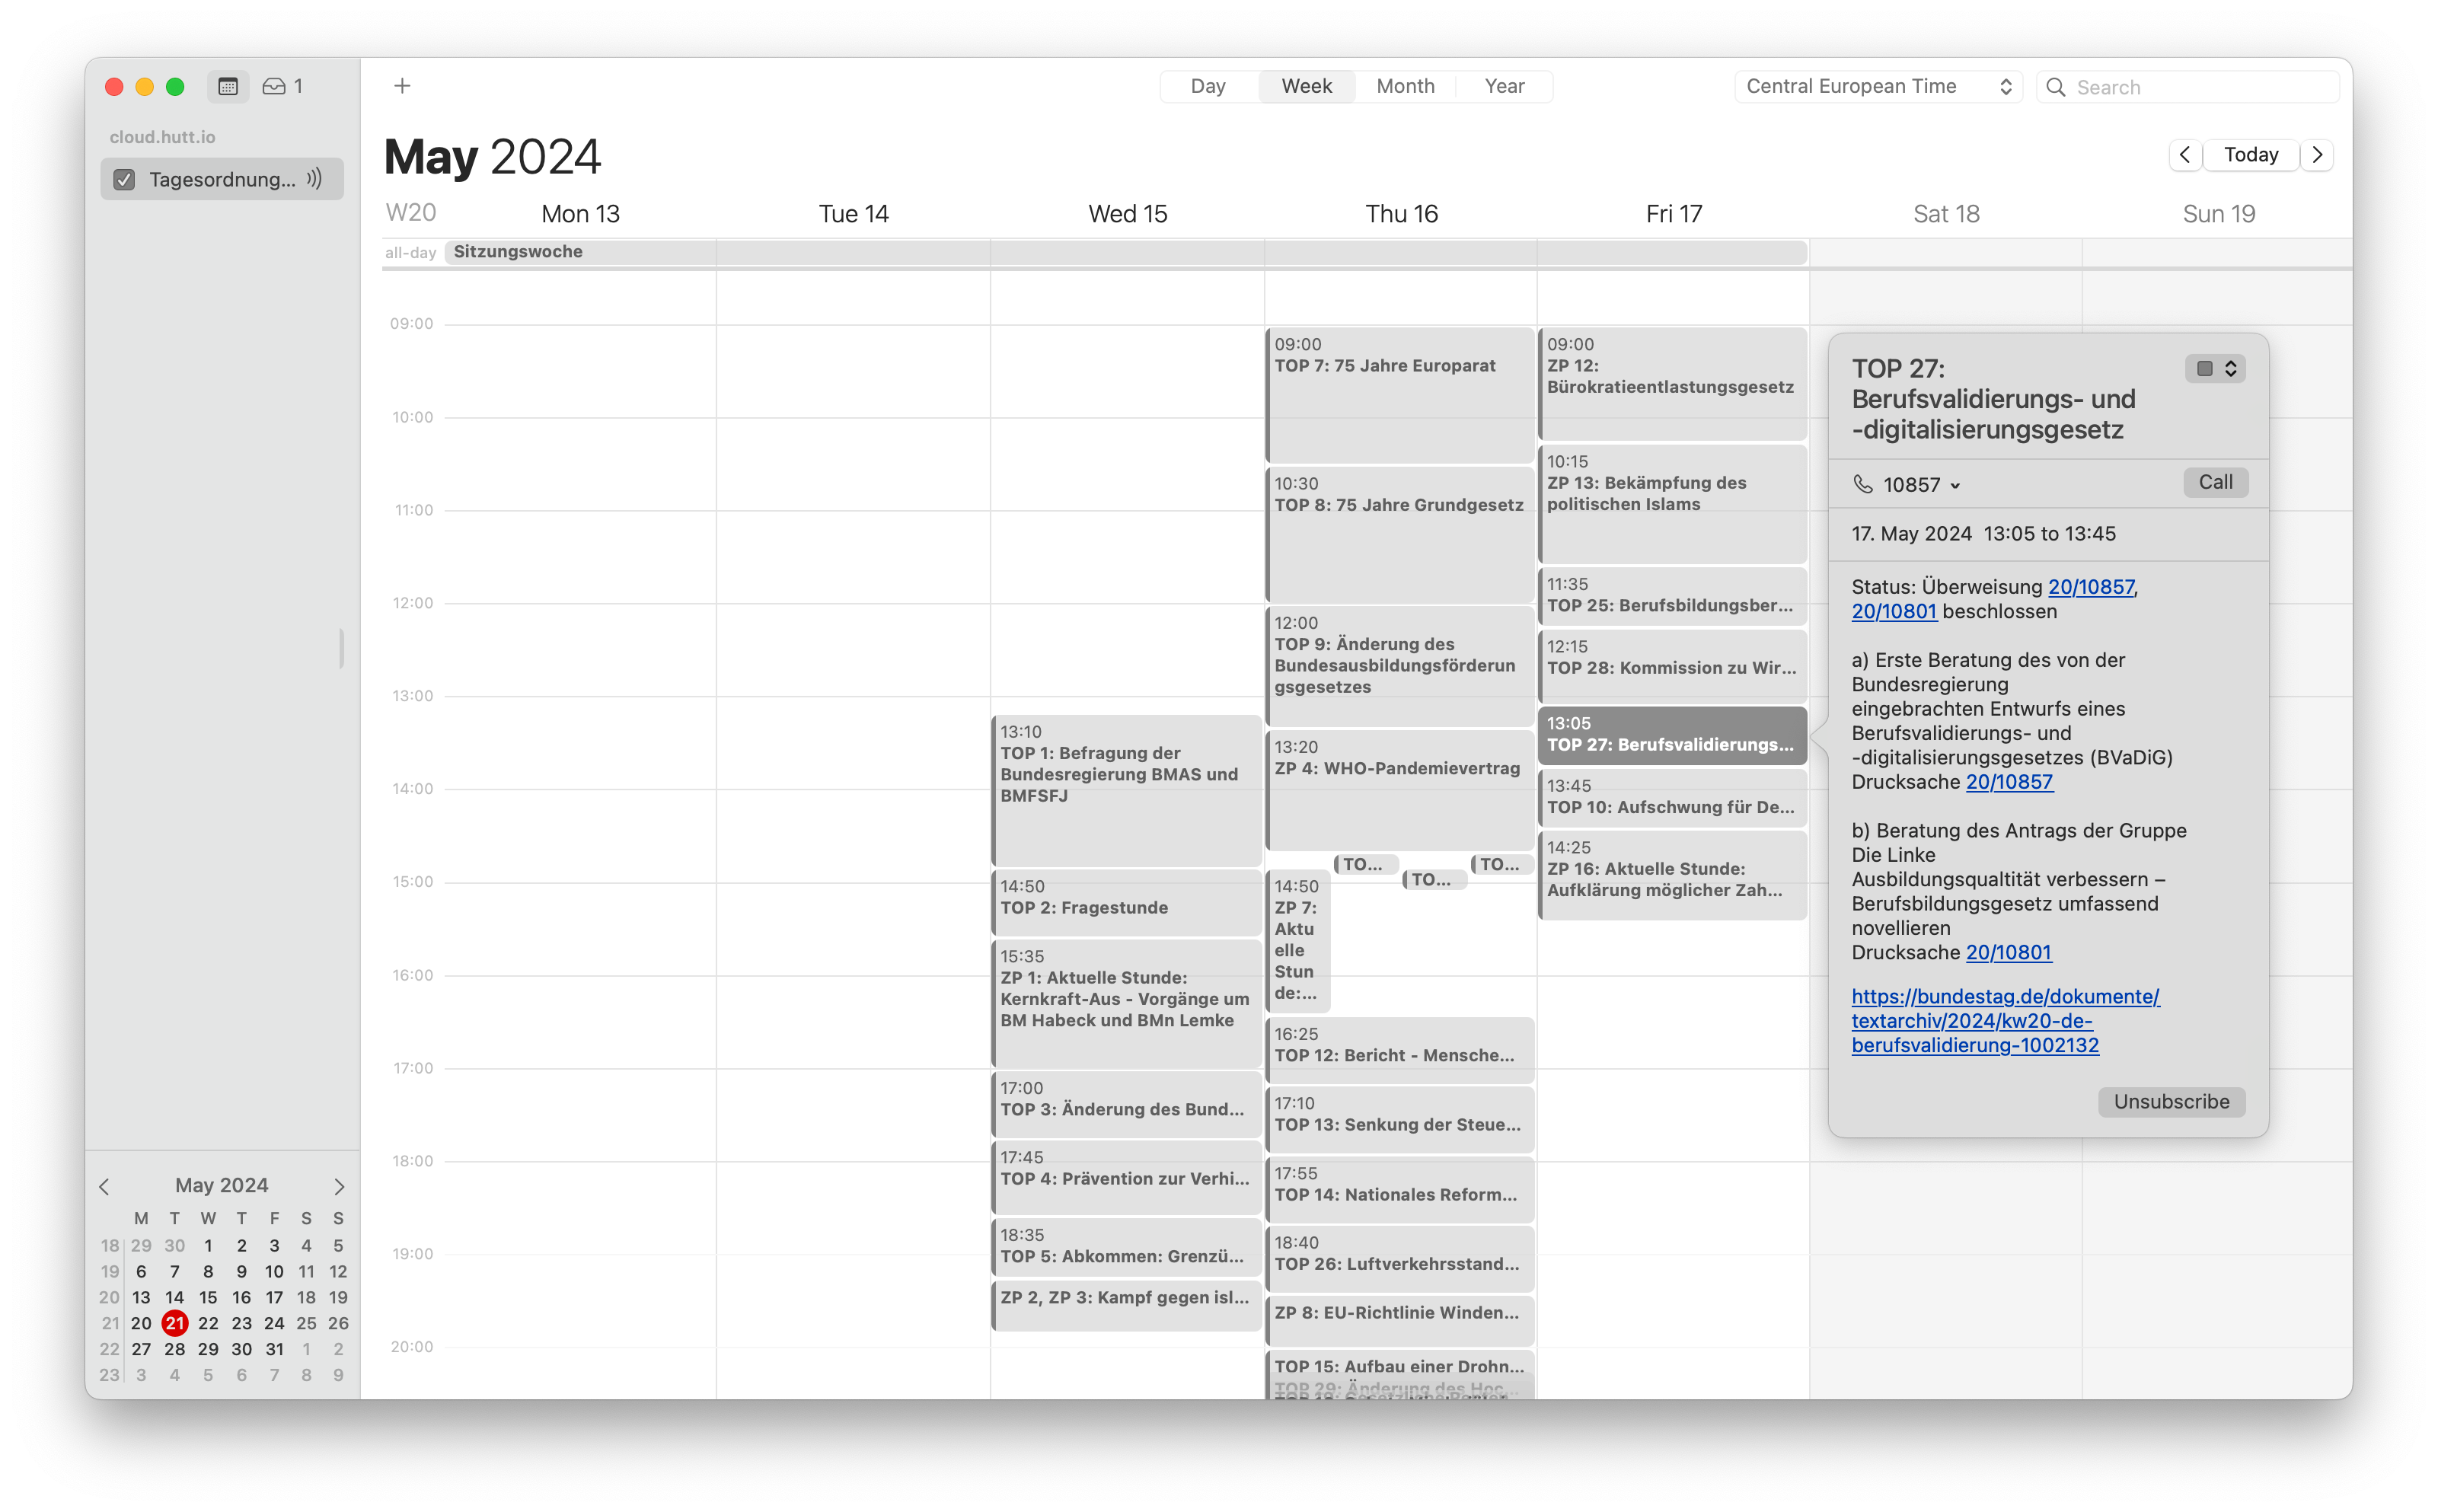 1
cloud.hutt.io
Tagesordnung...
Day Week Month Year
Central European Time
Search
May 2024
Today
W20 Mon 13 Tue 14 Wed 15 Thu 16 Fri 17 Sat 18 Sun 19
all-day Sitzungswoche
09:00
10:00
11:00
12:00
13:00
14:00
15:00
16:00
17:00
18:00
19:00
20:00
13:10
TOP 1: Befragung der
Bundesregierung BMAS und
BMFSFJ
14:50
TOP 2: Fragestunde
15:35
ZP 1: Aktuelle Stunde:
Kernkraft-Aus - Vorgänge um
BM Habeck und BMn Lemke
17:00
TOP 3: Änderung des Bund...
17:45
TOP 4: Prävention zur Verhi...
18:35
TOP 5: Abkommen: Grenzü...
ZP 2, ZP 3: Kampf gegen isl...
09:00
TOP 7: 75 Jahre Europarat
10:30
TOP 8: 75 Jahre Grundgesetz
12:00
TOP 9: Änderung des
Bundesausbildungsförderun
gsgesetzes
13:20
ZP 4: WHO-Pandemievertrag
TO...
TO...
TO...
14:50
ZP 7:
Aktu
elle
Stun
de:...
16:25
TOP 12: Bericht - Mensche...
17:10
TOP 13: Senkung der Steue...
17:55
TOP 14: Nationales Reform...
18:40
TOP 26: Luftverkehrsstand...
ZP 8: EU-Richtlinie Winden...
TOP 15: Aufbau einer Drohn...
TOP 29: Änderung des Hoc...
09:00
ZP 12:
Bürokratieentlastungsgesetz
10:15
ZP 13: Bekämpfung des
politischen Islams
11:35
TOP 25: Berufsbildungsber...
12:15
TOP 28: Kommission zu Wir...
13:05
TOP 27: Berufsvalidierungs...
13:45
TOP 10: Aufschwung für De...
14:25
ZP 16: Aktuelle Stunde:
Aufklärung möglicher Zah...
TOP 27:
Berufsvalidierungs- und
-digitalisierungsgesetz
10857
Call
17. May 2024 13:05 to 13:45
Status: Überweisung 20/10857,
20/10801 beschlossen
a) Erste Beratung des von der
Bundesregierung
eingebrachten Entwurfs eines
Berufsvalidierungs- und
-digitalisierungsgesetzes (BVaDiG)
Drucksache 20/10857
b) Beratung des Antrags der Gruppe
Die Linke
Ausbildungsqualtität verbessern –
Berufsbildungsgesetz umfassend
novellieren
Drucksache 20/10801
https://bundestag.de/dokumente/
textarchiv/2024/kw20-de-
berufsvalidierung-1002132
Unsubscribe
May 2024
M T W T F S S
18 29 30 1 2 3 4 5
19 6 7 8 9 10 11 12
20 13 14 15 16 17 18 19
21 20 21 22 23 24 25 26
22 27 28 29 30 31 1 2
23 3 4 5 6 7 8 9